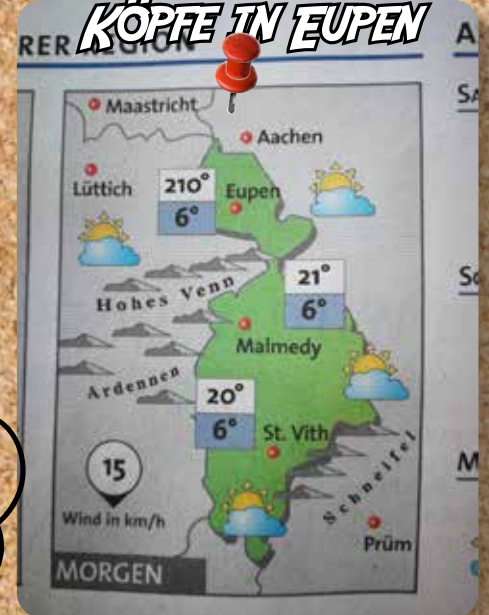 KÖPFE IN EUPEN
RER REGION
A
Maastricht
Aachen
Lüttich
210°
6°
Eupen
Hohes Venn
21°
6°
Malmedy
Ardennen
20°
6°
St. Vith
15
Wind in km/h
Schneifel
Prüm
M
MORGEN